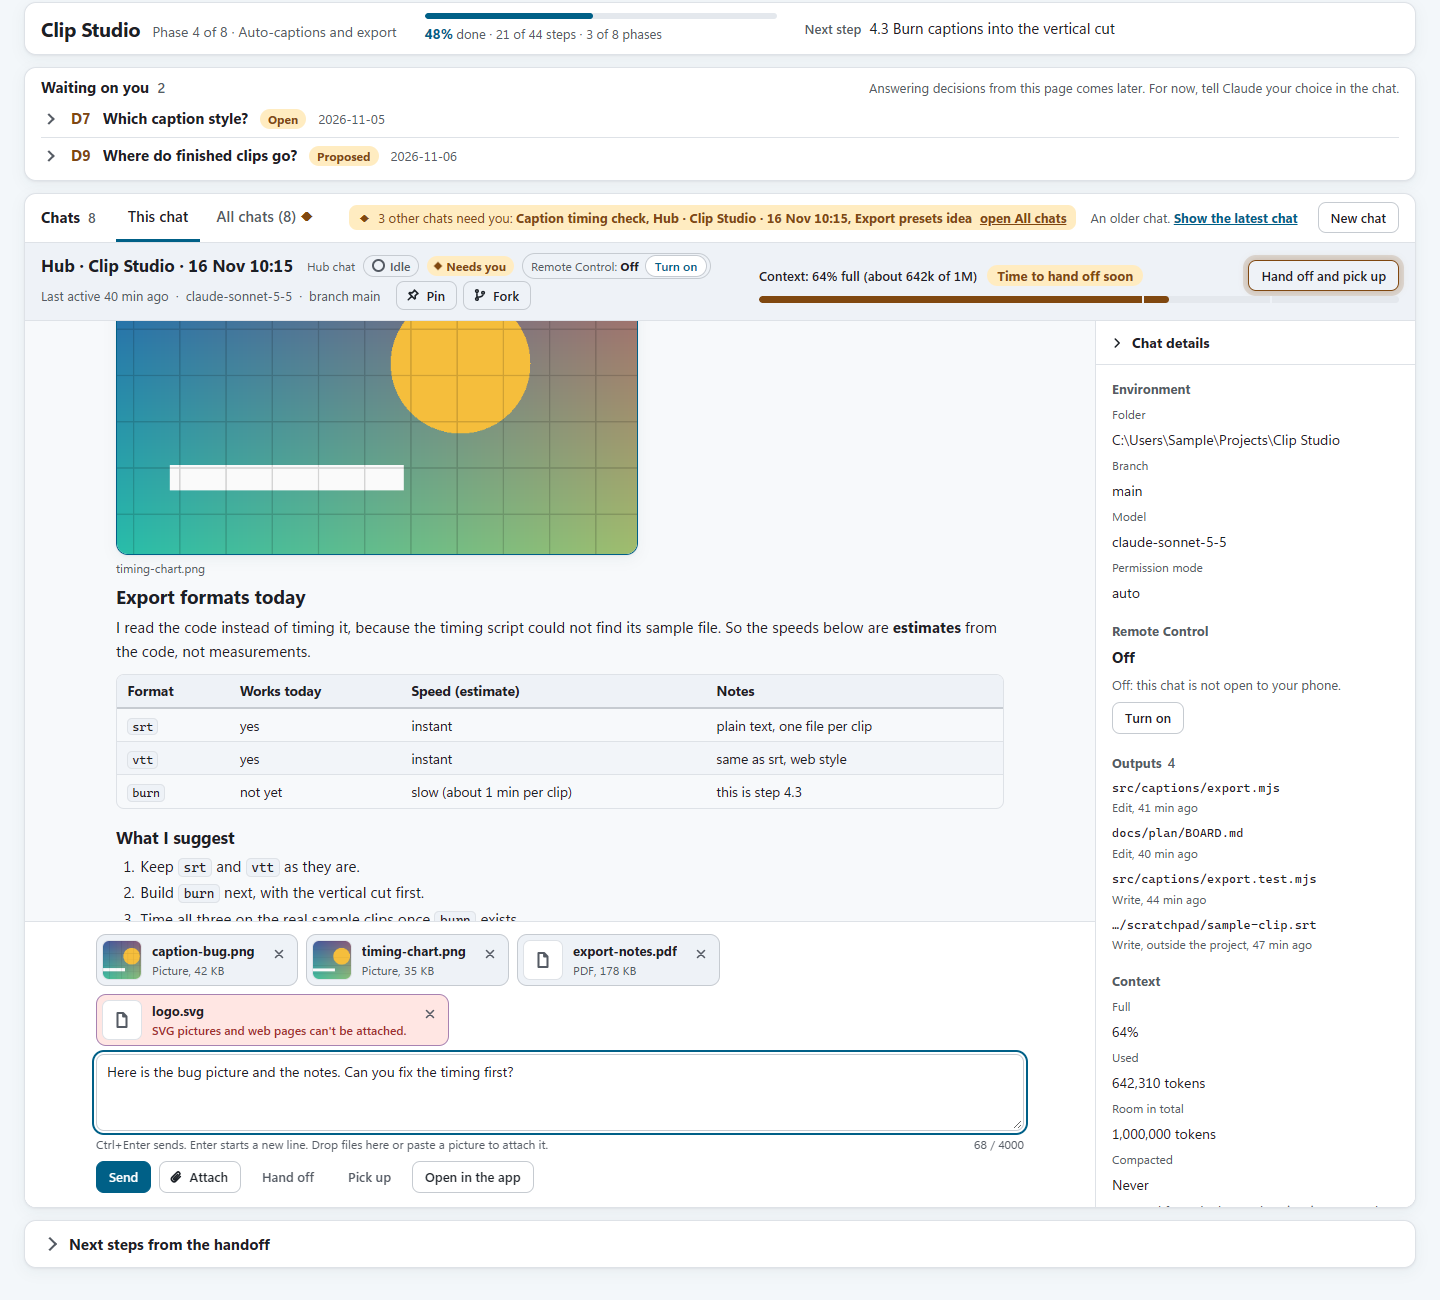 Clip Studio Phase 4 of 8 · Auto-captions and export
48% done · 21 of 44 steps · 3 of 8 phases
Next step 4.3 Burn captions into the vertical cut
Waiting on you 2
Answering decisions from this page comes later. For now, tell Claude your choice in the chat.
D7 Which caption style? Open 2026-11-05
D9 Where do finished clips go? Proposed 2026-11-06
Chats 8 This chat All chats (8)
3 other chats need you: Caption timing check, Hub · Clip Studio · 16 Nov 10:15, Export presets idea open All chats
An older chat. Show the latest chat
New chat
Hub · Clip Studio · 16 Nov 10:15 Hub chat Idle Needs you Remote Control: Off Turn on
Last active 40 min ago · claude-sonnet-5-5 · branch main Pin Fork
Context: 64% full (about 642k of 1M) Time to hand off soon
Hand off and pick up
timing-chart.png
Export formats today
I read the code instead of timing it, because the timing script could not find its sample file. So the speeds below are estimates from
the code, not measurements.
Format Works today Speed (estimate) Notes
srt yes instant plain text, one file per clip
vtt yes instant same as srt, web style
burn not yet slow (about 1 min per clip) this is step 4.3
What I suggest
1. Keep srt and vtt as they are.
2. Build burn next, with the vertical cut first.
3. Time all three on the real sample clips once burn exists
caption-bug.png
Picture, 42 KB
timing-chart.png
Picture, 35 KB
export-notes.pdf
PDF, 178 KB
logo.svg
SVG pictures and web pages can't be attached.
Here is the bug picture and the notes. Can you fix the timing first?
Ctrl+Enter sends. Enter starts a new line. Drop files here or paste a picture to attach it.
68 / 4000
Send Attach Hand off Pick up Open in the app
Chat details
Environment
Folder
C:\Users\Sample\Projects\Clip Studio
Branch
main
Model
claude-sonnet-5-5
Permission mode
auto
Remote Control
Off
Off: this chat is not open to your phone.
Turn on
Outputs 4
src/captions/export.mjs
Edit, 41 min ago
docs/plan/BOARD.md
Edit, 40 min ago
src/captions/export.test.mjs
Write, 44 min ago
…/scratchpad/sample-clip.srt
Write, outside the project, 47 min ago
Context
Full
64%
Used
642,310 tokens
Room in total
1,000,000 tokens
Compacted
Never
Next steps from the handoff